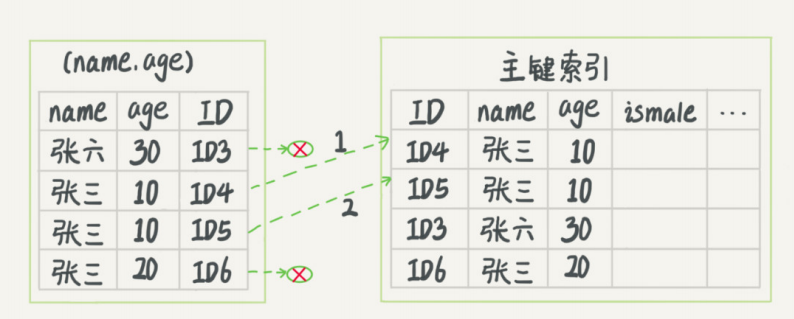 (name.age)
name age ID
张六 30 ID3
张三 10 ID4
张三 10 ID5
张三 20 ID6
1
2
主键索引
ID name age ismale ...
ID4 张三 10
ID5 张三 10
ID3 张六 30
ID6 张三 20